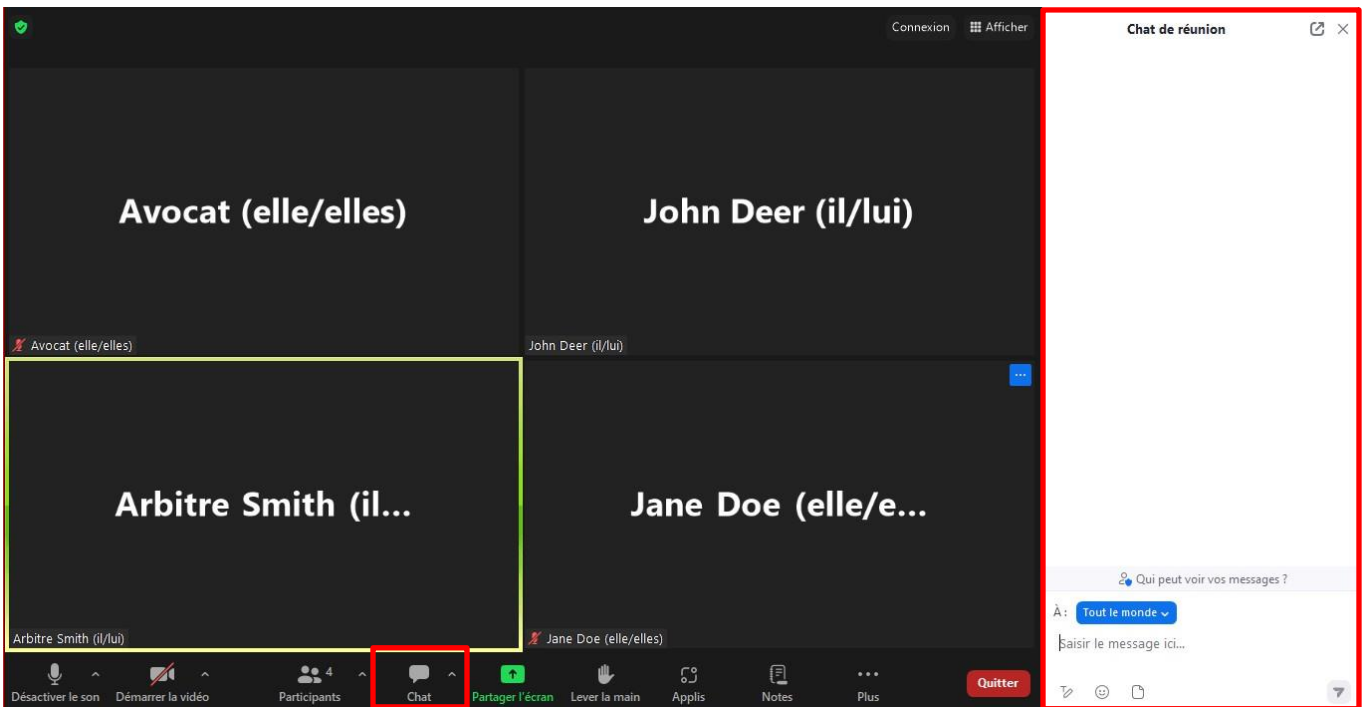 Connexion
Afficher
Chat de réunion
Avocat (elle/elles)
John Deer (il/lui)
Avocat (elle/elles)
John Deer (il/lui)
...
Arbitre Smith (il...
Jane Doe (elle/e...
Arbitre Smith (il/lui)
Jane Doe (elle/elles)
Qui peut voir vos messages ?
À : Tout le monde
Saisir le message ici...
4
Désactiver le son
Démarrer la vidéo
Participants
Chat
Partager l'écran
Lever la main
Applis
Notes
Plus
Quitter